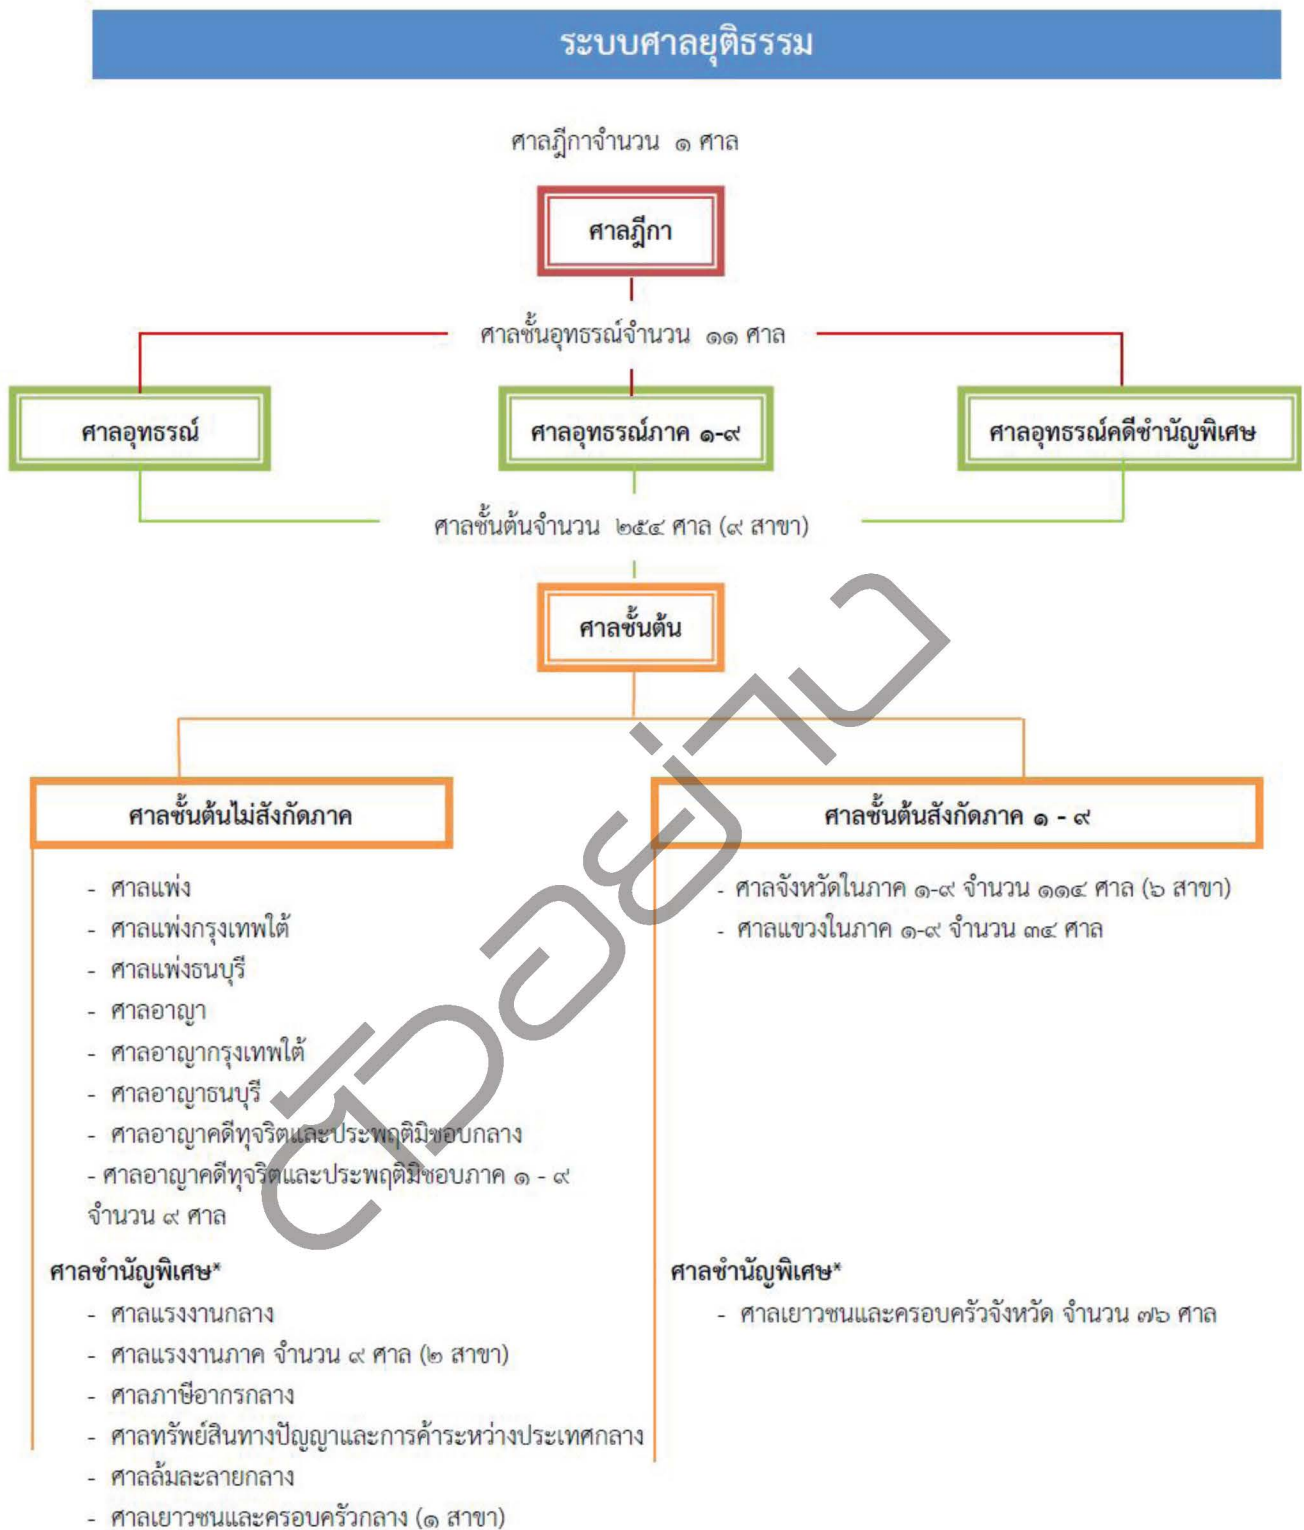 ระบบศาลยุติธรรม
ศาลฎีกาจำนวน ๑ ศาล
ศาลฎีกา
ศาลชั้นอุทธรณ์จำนวน ๑๑ ศาล
ศาลอุทธรณ์
ศาลอุทธรณ์ภาค ๑-๙
ศาลอุทธรณ์คดีชำนัญพิเศษ
ศาลชั้นต้นจำนวน ๒๕๔ ศาล (๙ สาขา)
ศาลชั้นต้น
ศาลชั้นต้นไม่สังกัดภาค
- ศาลแพ่ง
- ศาลแพ่งกรุงเทพใต้
- ศาลแพ่งธนบุรี
- ศาลอาญา
- ศาลอาญากรุงเทพใต้
- ศาลอาญาธนบุรี
- ศาลอาญาคดีทุจริตและประพฤติมิชอบกลาง
- ศาลอาญาคดีทุจริตและประพฤติมิชอบภาค ๑ - ๙
จำนวน ๙ ศาล
ศาลชำนัญพิเศษ*
- ศาลแรงงานกลาง
- ศาลแรงงานภาค จำนวน ๙ ศาล (๒ สาขา)
- ศาลภาษีอากรกลาง
- ศาลทรัพย์สินทางปัญญาและการค้าระหว่างประเทศกลาง
- ศาลล้มละลายกลาง
- ศาลเยาวชนและครอบครัวกลาง (๑ สาขา)
ศาลชั้นต้นสังกัดภาค ๑ - ๙
- ศาลจังหวัดในภาค ๑-๙ จำนวน ๑๑๔ ศาล (๖ สาขา)
- ศาลแขวงในภาค ๑-๙ จำนวน ๓๔ ศาล
ศาลชำนัญพิเศษ*
- ศาลเยาวชนและครอบครัวจังหวัด จำนวน ๗๖ ศาล
ตัวอย่าง